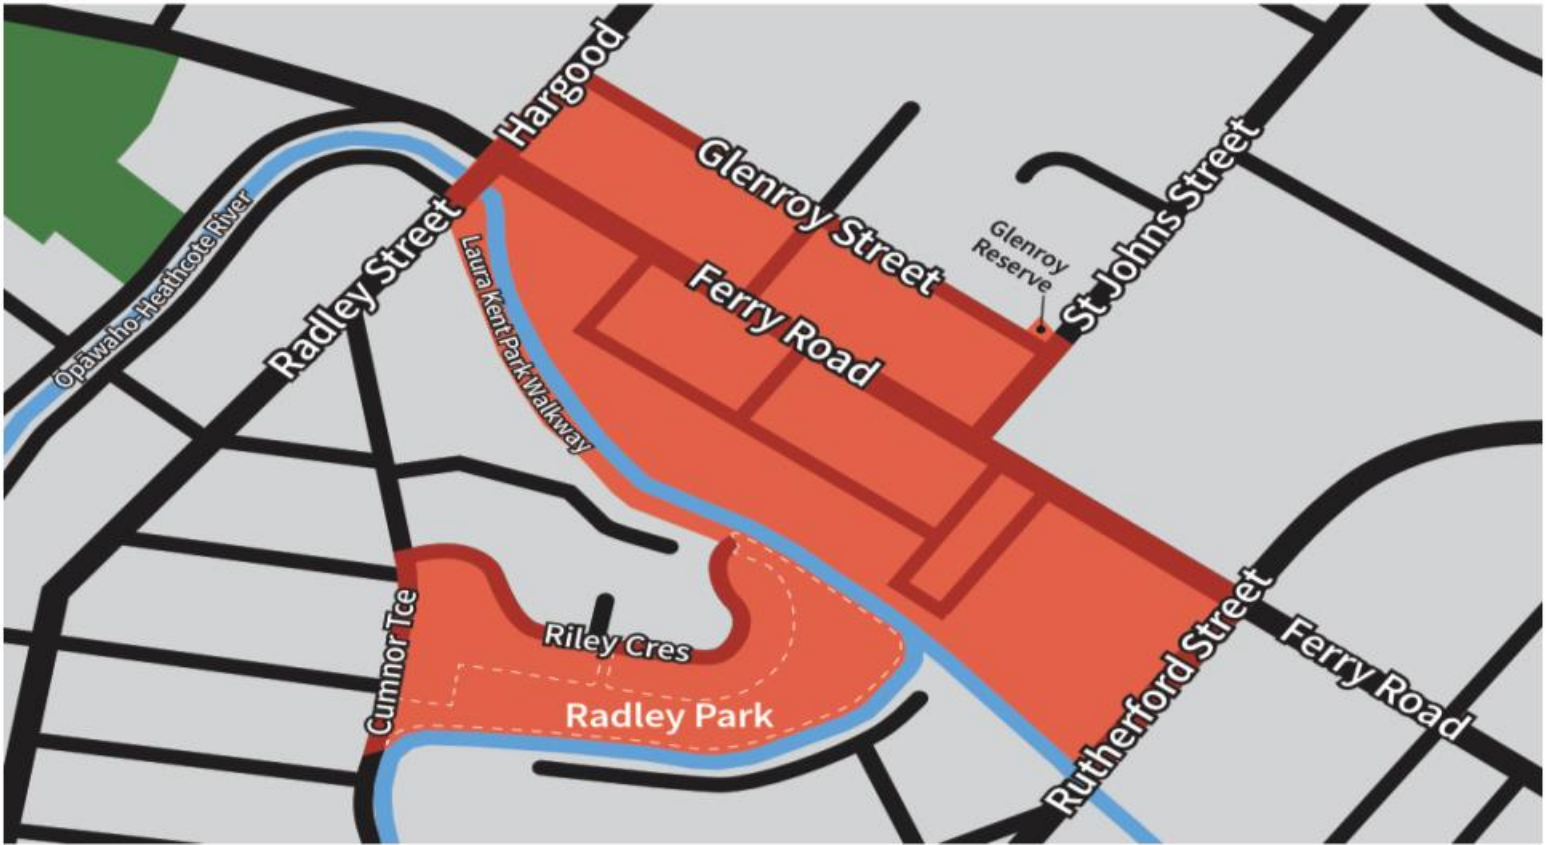 Hargood
Glenroy Street
St Johns Street
Glenroy
Reserve
Ōpāwaho-Heathcote River
Radley Street
Laura Kent Park Walkway
Ferry Road
Riley Cres
Cumnor Tce
Radley Park
Rutherford Street
Ferry Road